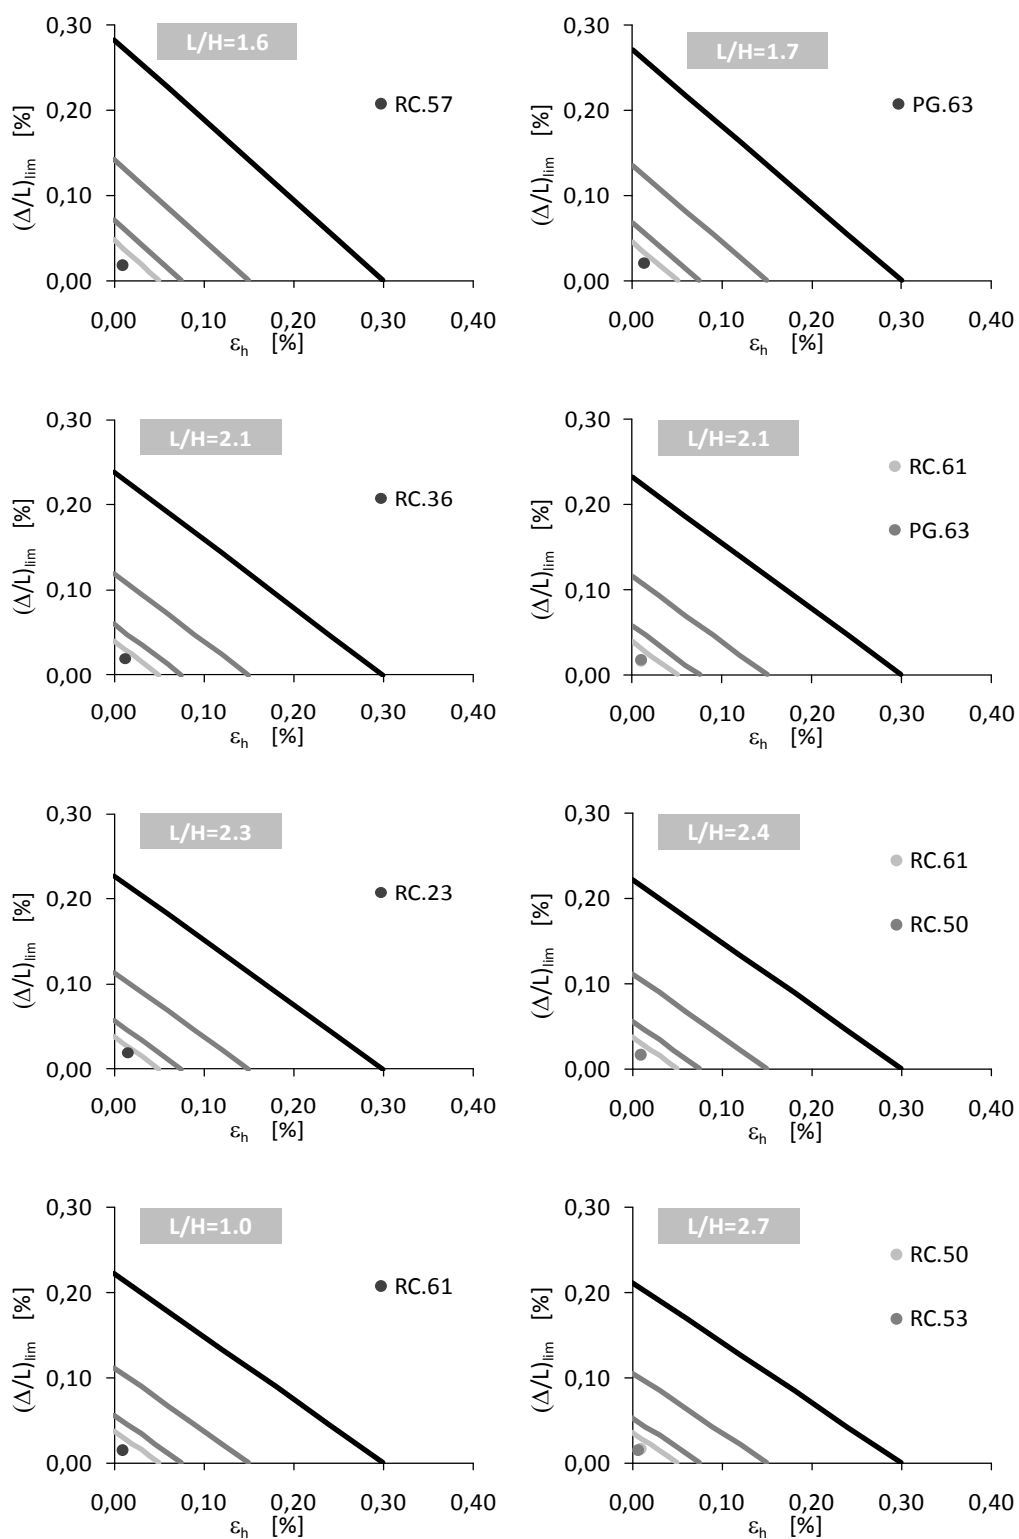 0,30
L/H=1.6
0,20
RC.57
0,10
0,00
(Δ/L)lim [%]
0,00 0,10 0,20 0,30 0,40
εh [%]
0,30
L/H=1.7
0,20
PG.63
0,10
0,00
(Δ/L)lim [%]
0,00 0,10 0,20 0,30 0,40
εh [%]
0,30
L/H=2.1
0,20
RC.36
0,10
0,00
(Δ/L)lim [%]
0,00 0,10 0,20 0,30 0,40
εh [%]
0,30
L/H=2.1
RC.61
0,20
PG.63
0,10
0,00
(Δ/L)lim [%]
0,00 0,10 0,20 0,30 0,40
εh [%]
0,30
L/H=2.3
0,20
RC.23
0,10
0,00
(Δ/L)lim [%]
0,00 0,10 0,20 0,30 0,40
εh [%]
0,30
L/H=2.4
RC.61
0,20
RC.50
0,10
0,00
(Δ/L)lim [%]
0,00 0,10 0,20 0,30 0,40
εh [%]
0,30
L/H=1.0
0,20
RC.61
0,10
0,00
(Δ/L)lim [%]
0,00 0,10 0,20 0,30 0,40
εh [%]
0,30
L/H=2.7
RC.50
0,20
RC.53
0,10
0,00
(Δ/L)lim [%]
0,00 0,10 0,20 0,30 0,40
εh [%]